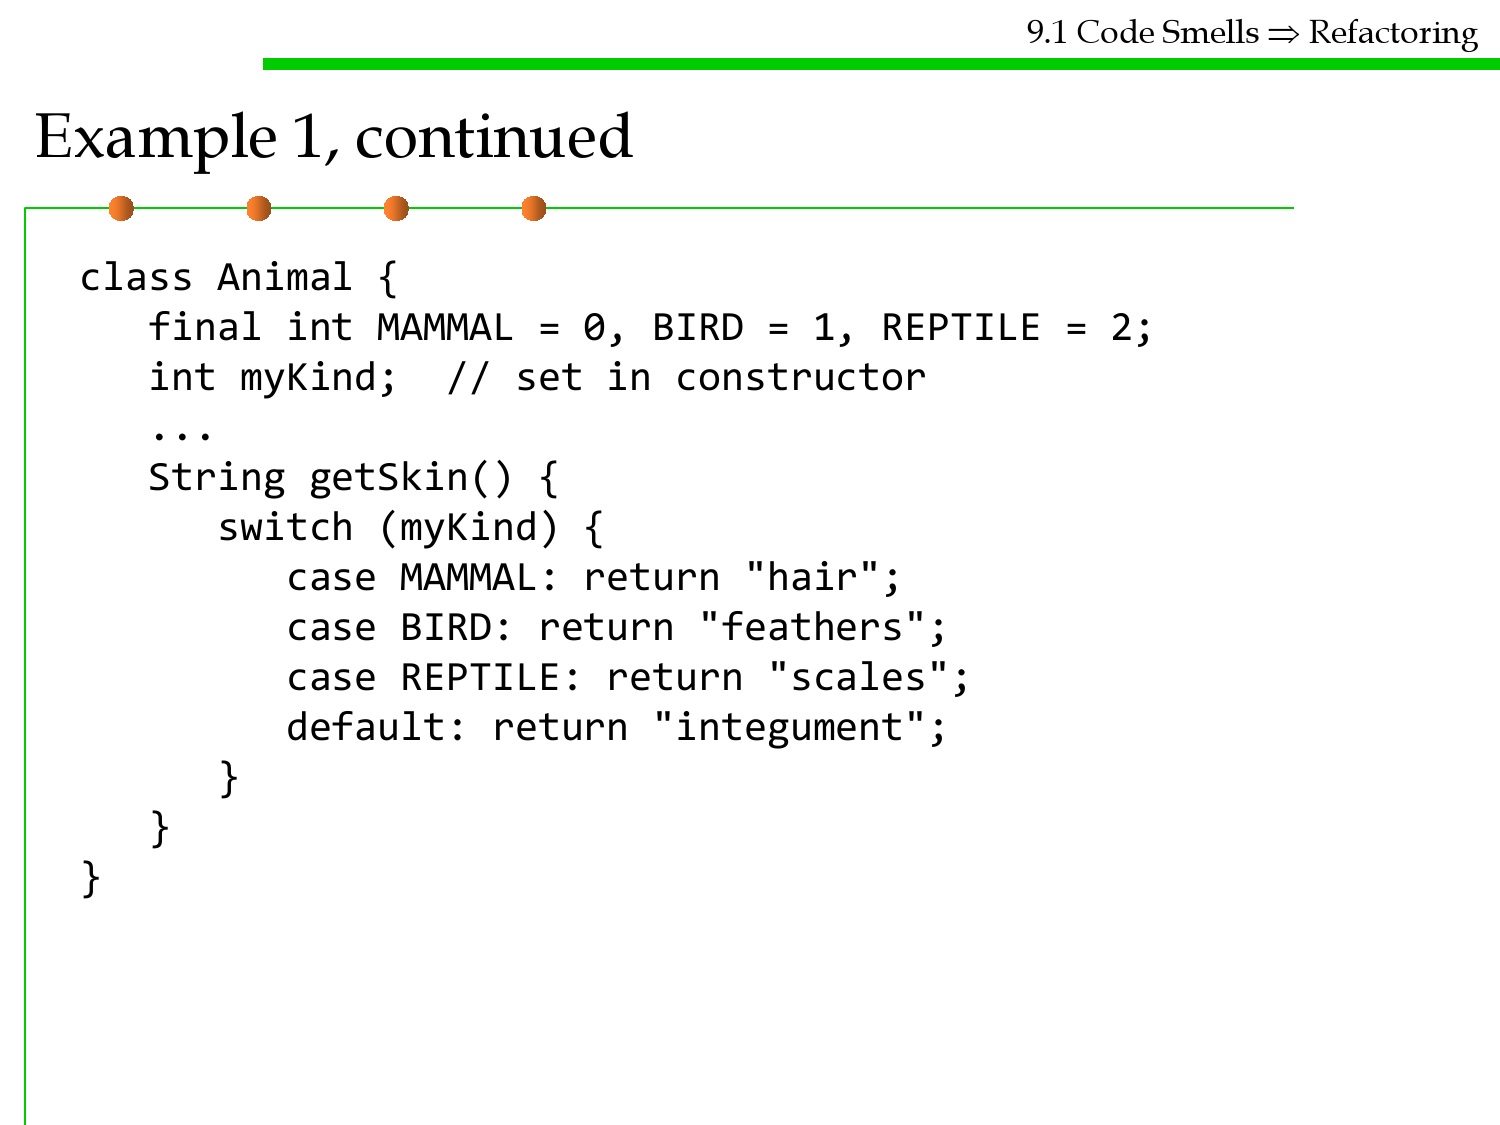 9.1 Code Smells ⇒ Refactoring
Example 1, continued
class Animal {
   final int MAMMAL = 0, BIRD = 1, REPTILE = 2;
   int myKind;  // set in constructor
   ...
   String getSkin() {
      switch (myKind) {
         case MAMMAL: return "hair";
         case BIRD: return "feathers";
         case REPTILE: return "scales";
         default: return "integument";
      }
   }
}